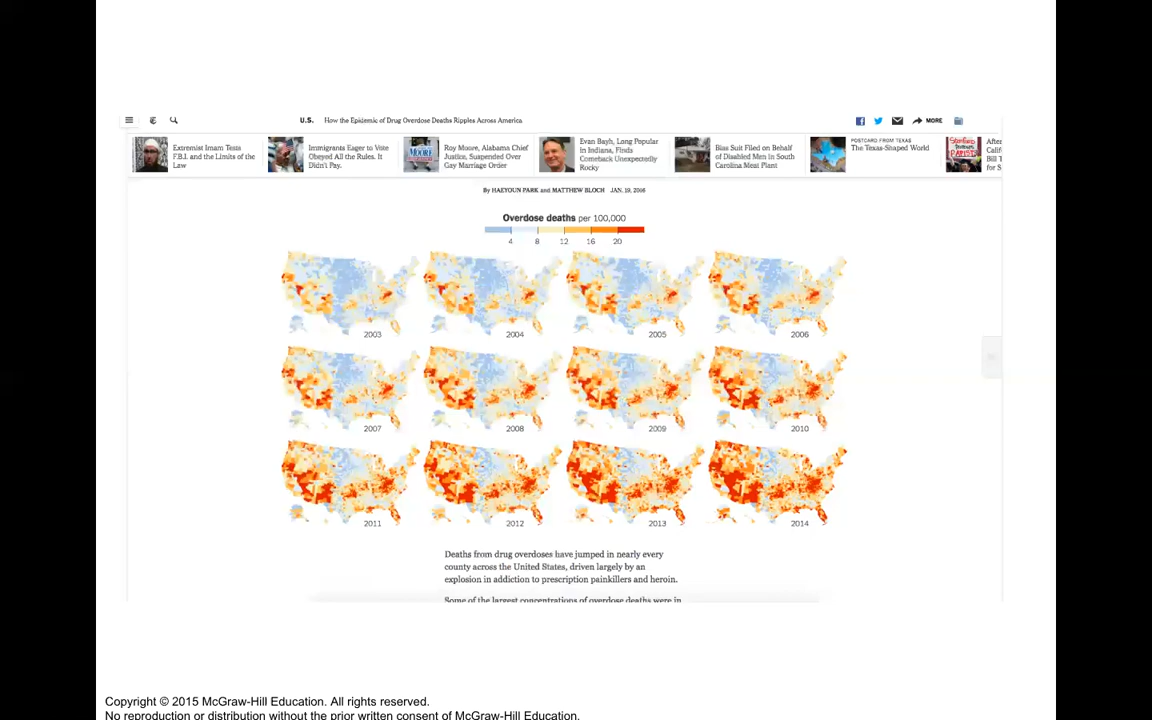 U.S. How the Epidemic of Drug Overdose Deaths Ripples Across America
MORE
Extremist Imam Tests
F.B.I. and the Limits of the
Law
Immigrants Eager to Vote
Obeyed All the Rules. It
Didn't Pay.
MOORE
Roy Moore, Alabama Chief
Justice, Suspended Over
Gay Marriage Order
Evan Bayh, Long Popular
in Indiana, Finds
Comeback Unexpectedly
Rocky
Bias Suit Filed on Behalf
of Disabled Men in South
Carolina Meat Plant
POSTCARD FROM TEXAS
The Texas-Shaped World
After
Calif
Bill T
for S
By HAEYOUN PARK and MATTHEW BLOCH JAN. 19, 2016
Overdose deaths per 100,000
4 8 12 16 20
2003 2004 2005 2006
2007 2008 2009 2010
2011 2012 2013 2014
Deaths from drug overdoses have jumped in nearly every
county across the United States, driven largely by an
explosion in addiction to prescription painkillers and heroin.
Some of the largest concentrations of overdose deaths were in
Copyright © 2015 McGraw-Hill Education. All rights reserved.
No reproduction or distribution without the prior written consent of McGraw-Hill Education.